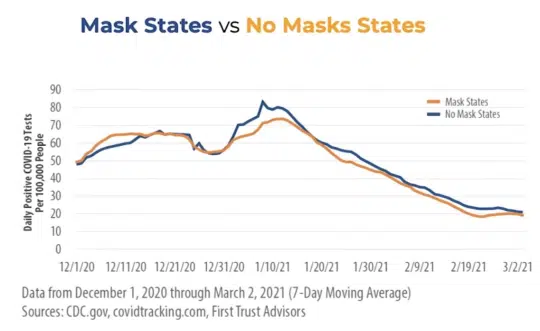 Mask States vs No Masks States
90
80
70
60
50
40
30
20
10
0
Daily Positive COVID-19 Tests
Per 100,000 People
Mask States
No Mask States
12/1/20 12/11/20 12/21/20 12/31/20 1/10/21 1/20/21 1/30/21 2/9/21 2/19/21 3/2/21
Data from December 1, 2020 through March 2, 2021 (7-Day Moving Average)
Sources: CDC.gov, covidtracking.com, First Trust Advisors